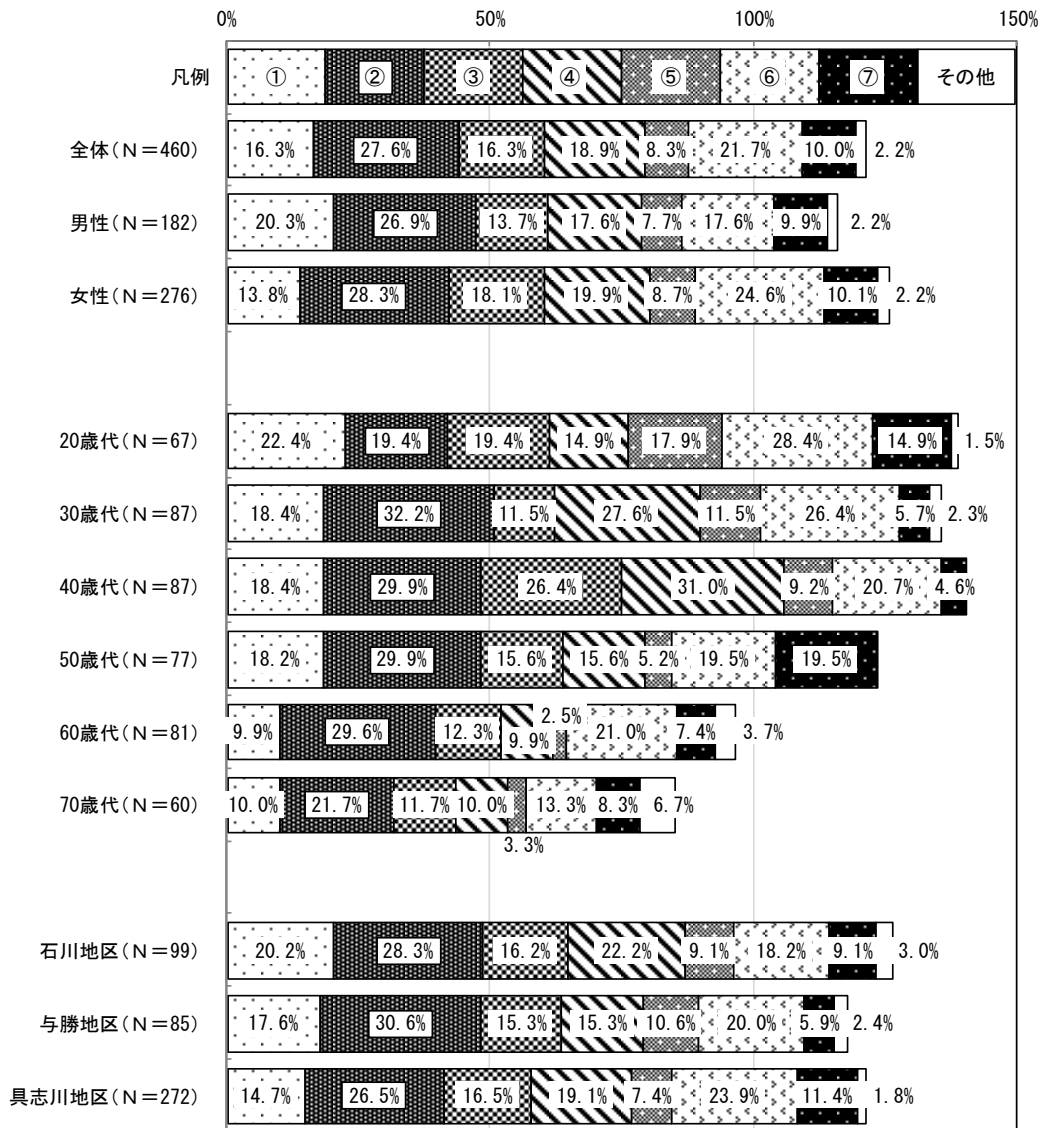 0% 50% 100% 150%
凡例 ① ② ③ ④ ⑤ ⑥ ⑦ その他
全体(N=460) 16.3% 27.6% 16.3% 18.9% 8.3% 21.7% 10.0% 2.2%
男性(N=182) 20.3% 26.9% 13.7% 17.6% 7.7% 17.6% 9.9% 2.2%
女性(N=276) 13.8% 28.3% 18.1% 19.9% 8.7% 24.6% 10.1% 2.2%
20歳代(N=67) 22.4% 19.4% 19.4% 14.9% 17.9% 28.4% 14.9% 1.5%
30歳代(N=87) 18.4% 32.2% 11.5% 27.6% 11.5% 26.4% 5.7% 2.3%
40歳代(N=87) 18.4% 29.9% 26.4% 31.0% 9.2% 20.7% 4.6%
50歳代(N=77) 18.2% 29.9% 15.6% 15.6% 5.2% 19.5% 19.5%
60歳代(N=81) 9.9% 29.6% 12.3% 9.9% 2.5% 21.0% 7.4% 3.7%
70歳代(N=60) 10.0% 21.7% 11.7% 10.0% 3.3% 13.3% 8.3% 6.7%
石川地区(N=99) 20.2% 28.3% 16.2% 22.2% 9.1% 18.2% 9.1% 3.0%
与勝地区(N=85) 17.6% 30.6% 15.3% 15.3% 10.6% 20.0% 5.9% 2.4%
具志川地区(N=272) 14.7% 26.5% 16.5% 19.1% 7.4% 23.9% 11.4% 1.8%